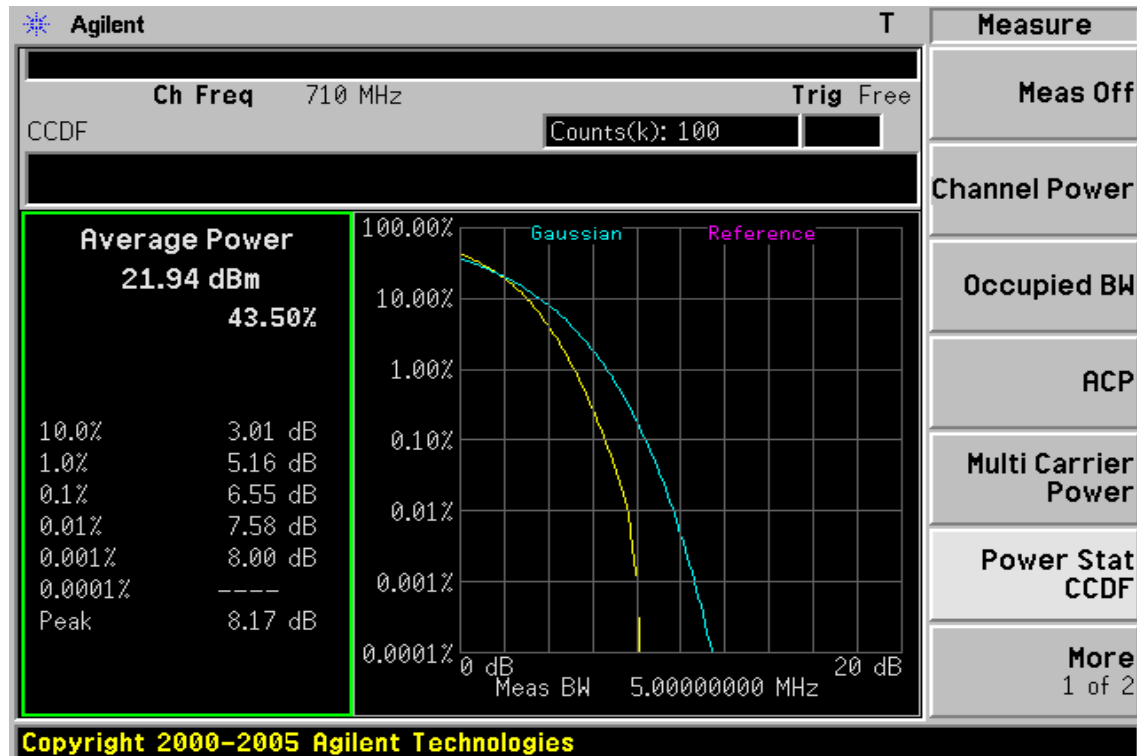 Agilent T Measure
Ch Freq 710 MHz Trig Free
CCDF Counts(k): 100
Meas Off
Channel Power
Occupied BW
ACP
Multi Carrier
Power
Power Stat
CCDF
More
1 of 2
Average Power
21.94 dBm
43.50%
10.0% 3.01 dB
1.0% 5.16 dB
0.1% 6.55 dB
0.01% 7.58 dB
0.001% 8.00 dB
0.0001% ----
Peak 8.17 dB
Gaussian Reference
100.00%
10.00%
1.00%
0.10%
0.01%
0.001%
0.0001%
0 dB 20 dB
Meas BW 5.00000000 MHz
Copyright 2000-2005 Agilent Technologies